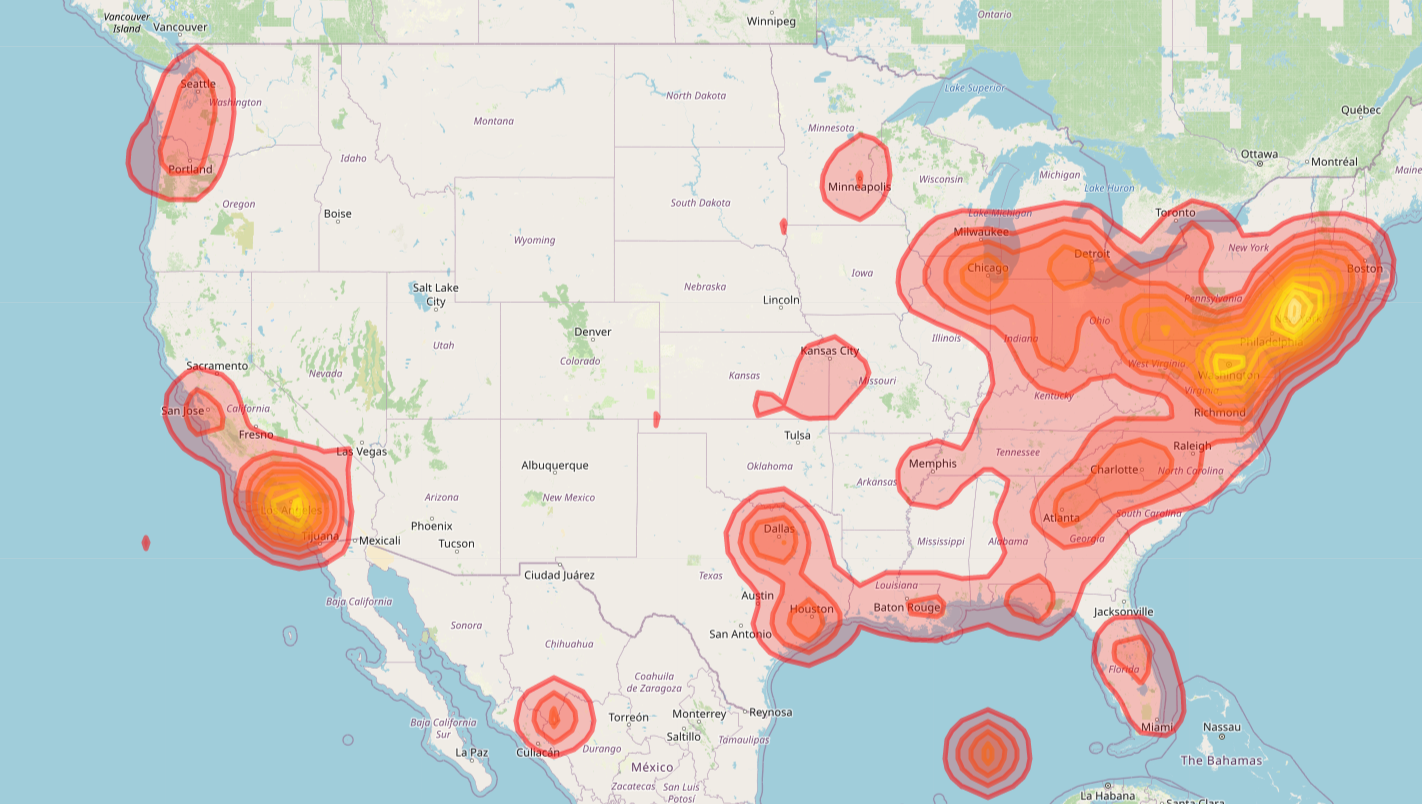 Vancouver
Island
Vancouver
Winnipeg
Ontario
Seattle
Washington
North Dakota
Lake Superior
Québec
Montana
Minnesota
Ottawa
Montréal
Portland
Idaho
Minneapolis
Wisconsin
Michigan
Lake Huron
Maine
Oregon
Boise
South Dakota
Lake Michigan
Toronto
Milwaukee
Wyoming
New York
Detroit
Chicago
Boston
Iowa
Salt Lake
City
Nebraska
Lincoln
Pennsylvania
Denver
Ohio
Utah
Illinois
Indiana
Philadelphia
Kansas City
Colorado
Sacramento
Nevada
Kansas
Missouri
West Virginia
Washington
Virginia
Kentucky
San Jose
California
Richmond
Fresno
Tulsa
Raleigh
Las Vegas
Tennessee
Albuquerque
Oklahoma
Memphis
Charlotte
North Carolina
Arkansas
Arizona
New Mexico
Los Angeles
Atlanta
South Carolina
Phoenix
Dallas
Tijuana
Mexicali
Tucson
Mississippi
Alabama
Georgia
Ciudad Juárez
Texas
Louisiana
Austin
Baja California
Houston
Baton Rouge
Jacksonville
Sonora
San Antonio
Chihuahua
Florida
Coahuila
de Zaragoza
Baja California
Sur
Torreón
Monterrey
Reynosa
Miami
Nassau
Saltillo
Tamaulipas
La Paz
Culiacán
Durango
The Bahamas
México
Zacatecas
San Luis
Potosí
La Habana
Santa Clara